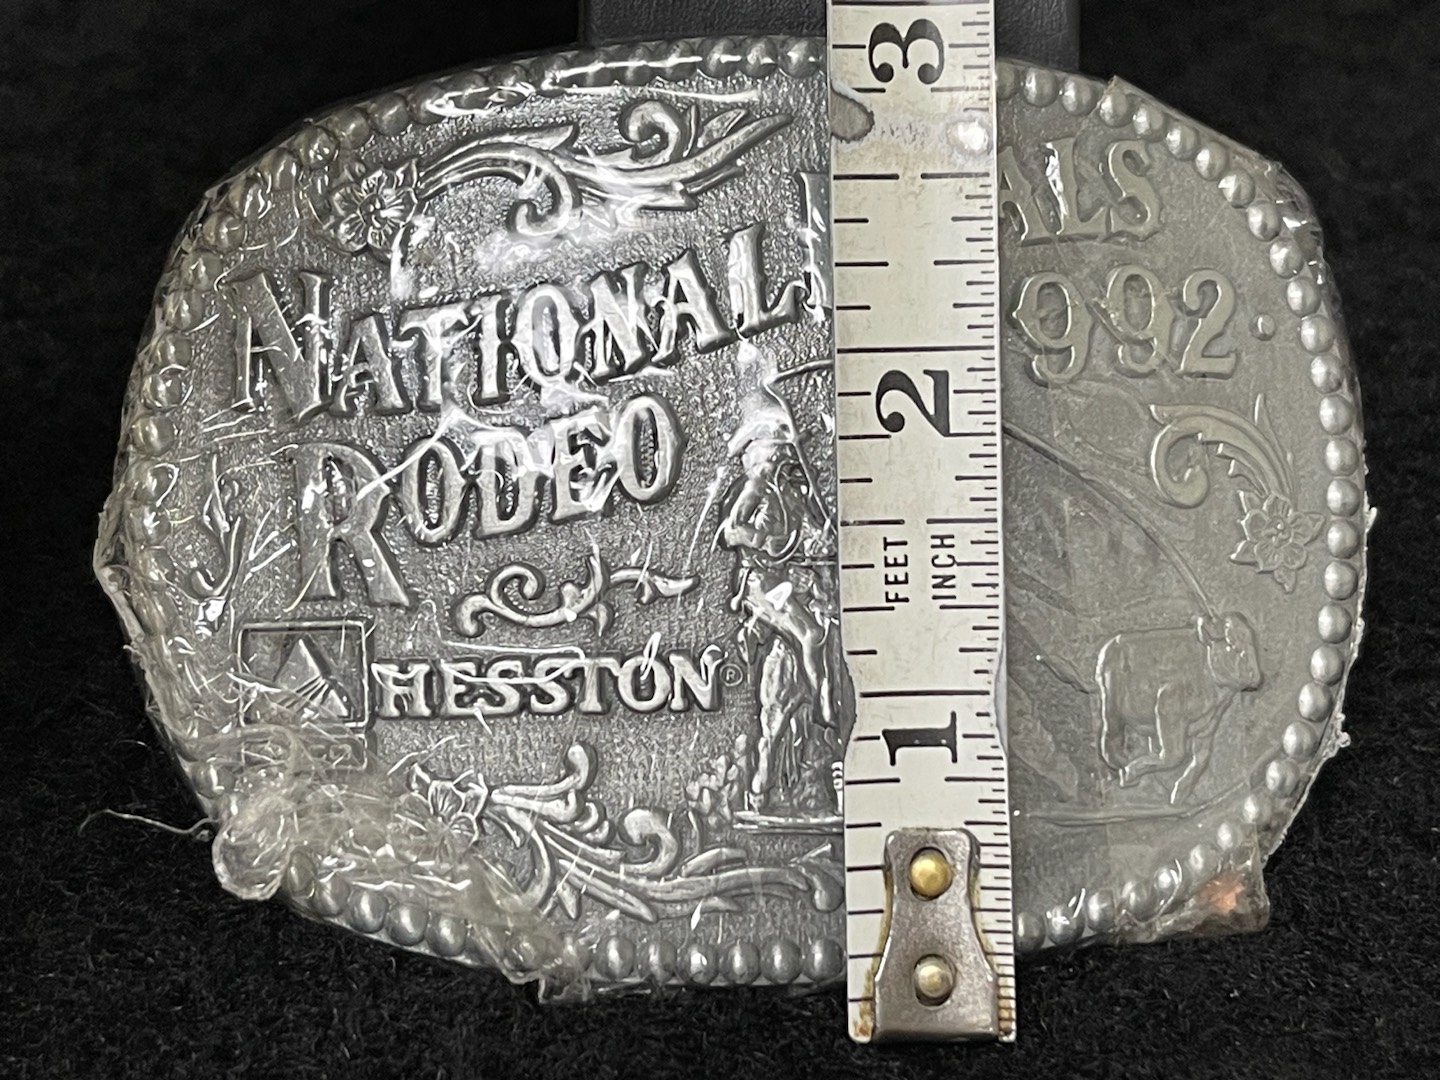 NATIONAL F
ALS
RODEO
992
HESSTON®
3
2
FEET
INCH
1